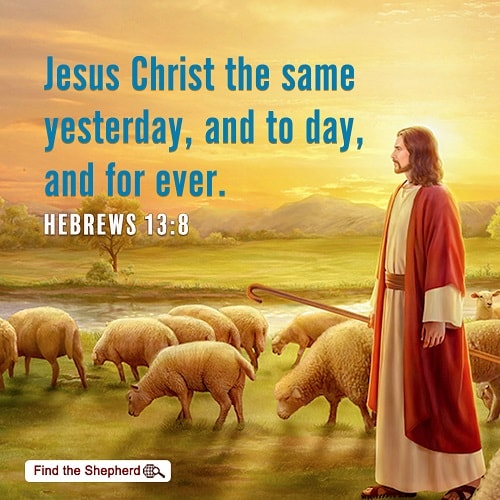 Jesus Christ the same
yesterday, and to day,
and for ever.
HEBREWS 13:8
Find the Shepherd